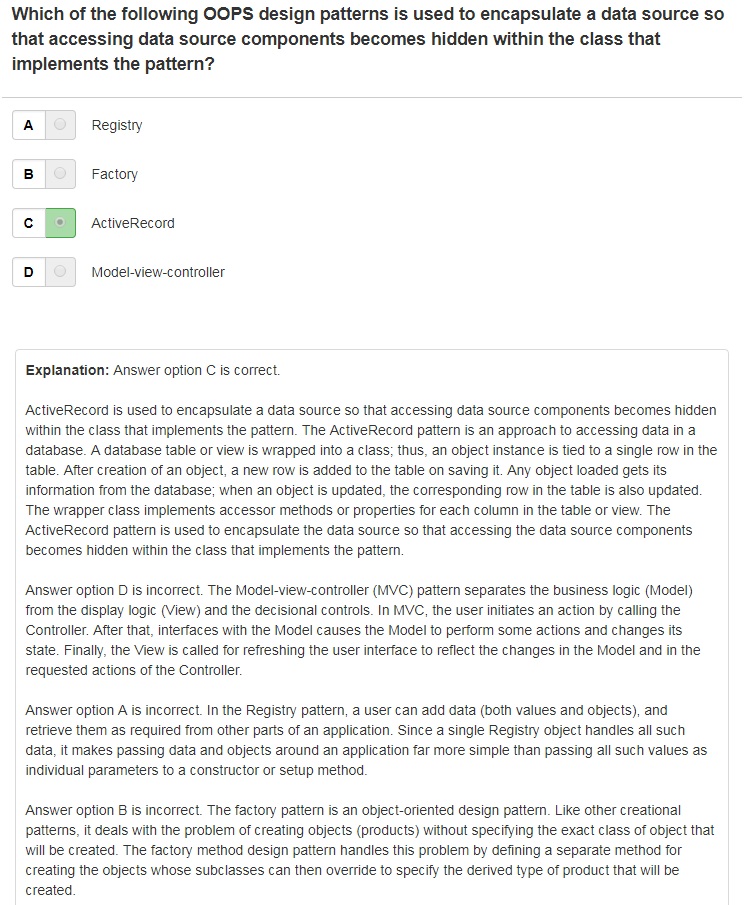 Which of the following OOPS design patterns is used to encapsulate a data source so
that accessing data source components becomes hidden within the class that
implements the pattern?
A Registry
B Factory
C ActiveRecord
D Model-view-controller
Explanation: Answer option C is correct.
ActiveRecord is used to encapsulate a data source so that accessing data source components becomes hidden
within the class that implements the pattern. The ActiveRecord pattern is an approach to accessing data in a
database. A database table or view is wrapped into a class; thus, an object instance is tied to a single row in the
table. After creation of an object, a new row is added to the table on saving it. Any object loaded gets its
information from the database; when an object is updated, the corresponding row in the table is also updated.
The wrapper class implements accessor methods or properties for each column in the table or view. The
ActiveRecord pattern is used to encapsulate the data source so that accessing the data source components
becomes hidden within the class that implements the pattern.
Answer option D is incorrect. The Model-view-controller (MVC) pattern separates the business logic (Model)
from the display logic (View) and the decisional controls. In MVC, the user initiates an action by calling the
Controller. After that, interfaces with the Model causes the Model to perform some actions and changes its
state. Finally, the View is called for refreshing the user interface to reflect the changes in the Model and in the
requested actions of the Controller.
Answer option A is incorrect. In the Registry pattern, a user can add data (both values and objects), and
retrieve them as required from other parts of an application. Since a single Registry object handles all such
data, it makes passing data and objects around an application far more simple than passing all such values as
individual parameters to a constructor or setup method.
Answer option B is incorrect. The factory pattern is an object-oriented design pattern. Like other creational
patterns, it deals with the problem of creating objects (products) without specifying the exact class of object that
will be created. The factory method design pattern handles this problem by defining a separate method for
creating the objects whose subclasses can then override to specify the derived type of product that will be
created.